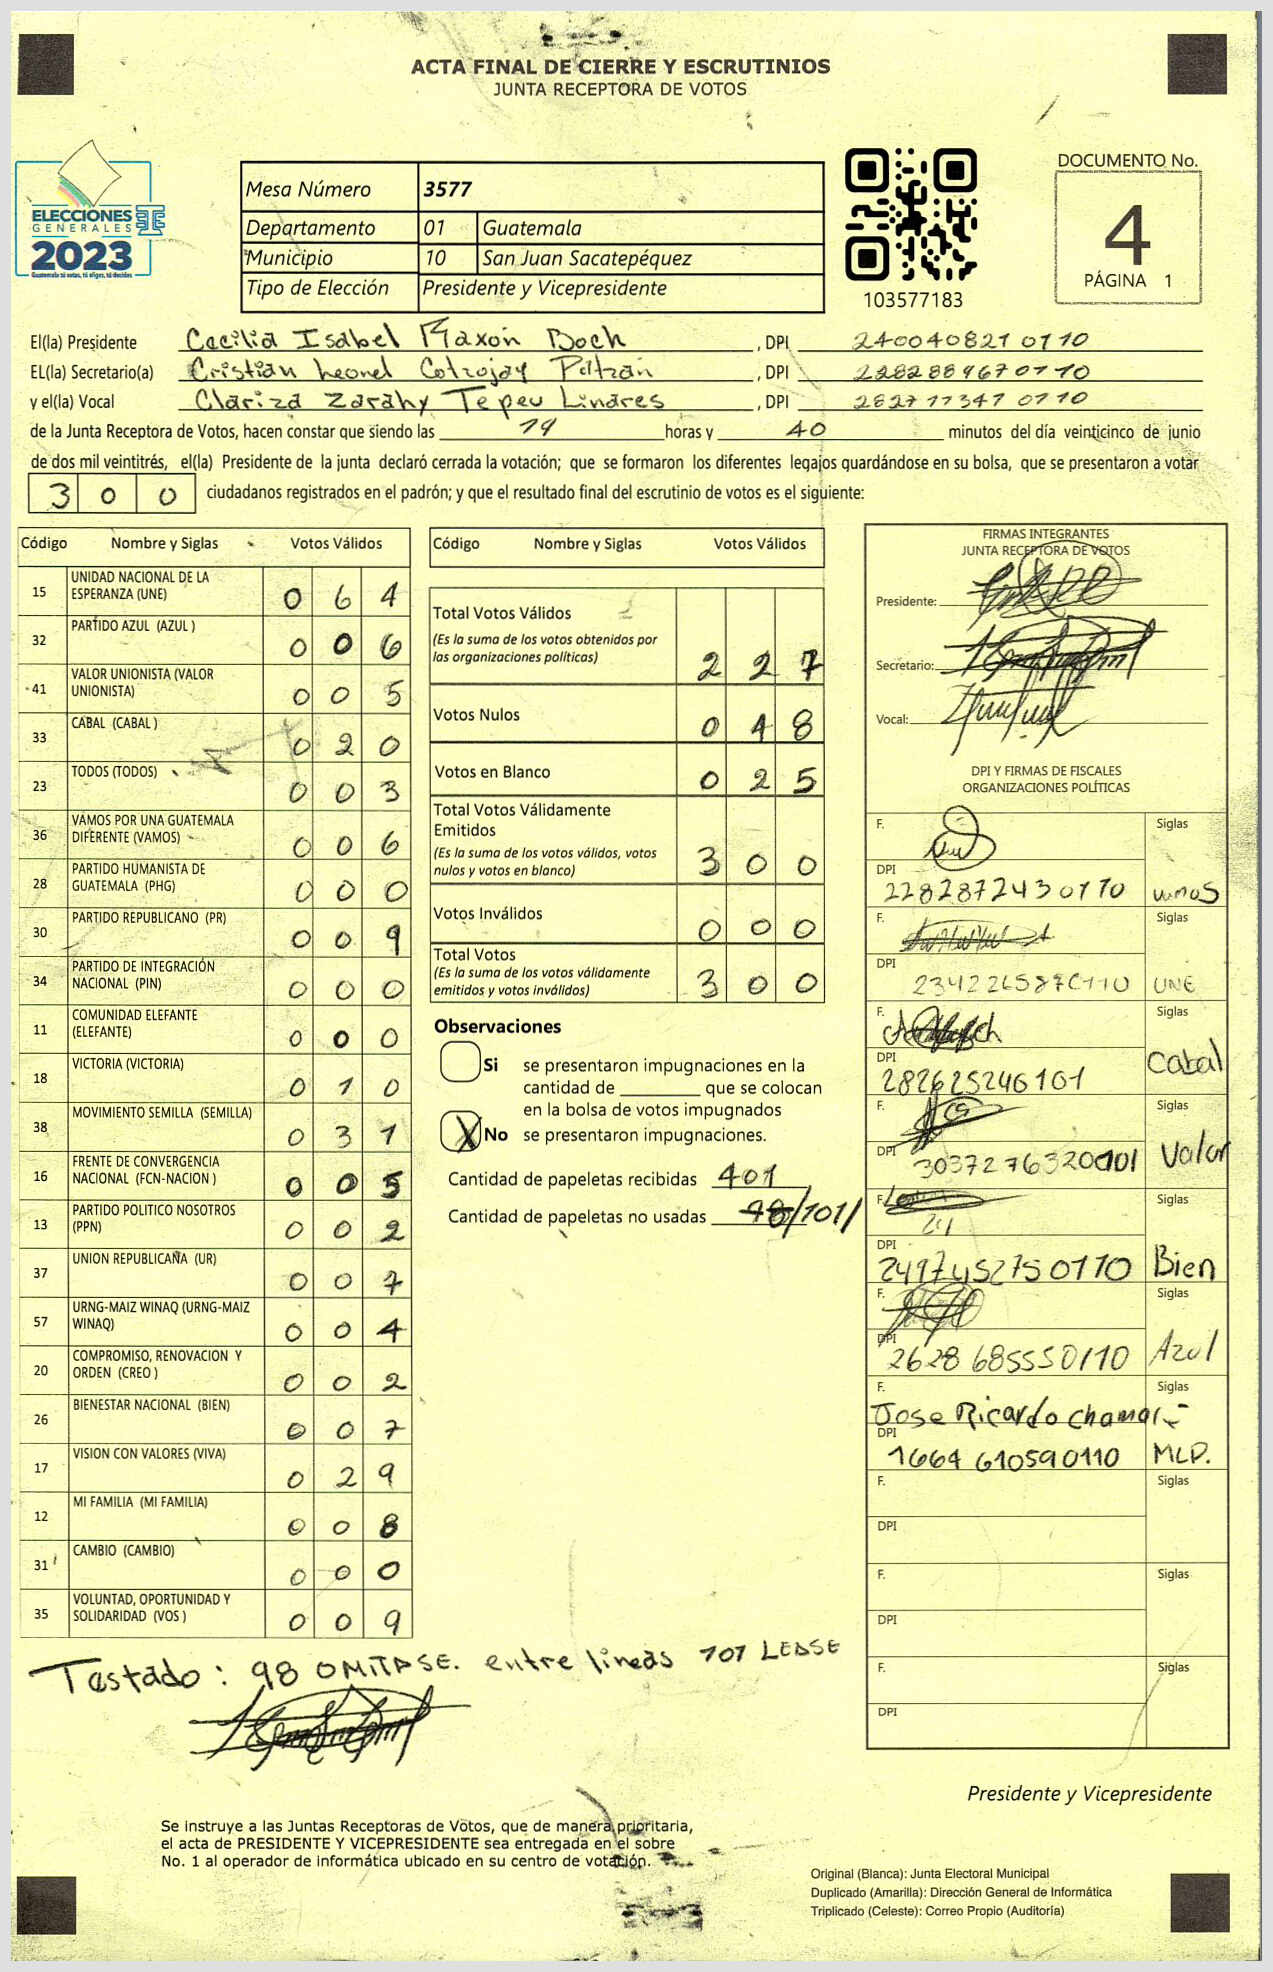 ACTA FINAL DE CIERRE Y ESCRUTINIOS
JUNTA RECEPTORA DE VOTOS
ELECCIONES
GENERALES
2023
Guatemala tú votas, tú eliges, tú decides
Mesa Número 3577
Departamento 01 Guatemala
Municipio 10 San Juan Sacatepéquez
Tipo de Elección Presidente y Vicepresidente
103577183
DOCUMENTO No.
4
PÁGINA 1
El(la) Presidente Cecilia Isabel Raxón Boch, DPI 240040821 0110
EL(la) Secretario(a) Cristian Leonel Cotzojay Patzán, DPI 228288967 0110
y el(la) Vocal Clariza Zarahy Tepeu Linares, DPI 282711347 0110
de la Junta Receptora de Votos, hacen constar que siendo las 19 horas y 40 minutos del día veinticinco de junio
de dos mil veintitrés, el(la) Presidente de la junta declaró cerrada la votación; que se formaron los diferentes legajos guardándose en su bolsa, que se presentaron a votar
3 0 0 ciudadanos registrados en el padrón; y que el resultado final del escrutinio de votos es el siguiente:
Código Nombre y Siglas Votos Válidos
15 UNIDAD NACIONAL DE LA ESPERANZA (UNE) 0 6 4
32 PARTIDO AZUL (AZUL ) 0 0 6
41 VALOR UNIONISTA (VALOR UNIONISTA) 0 0 5
33 CABAL (CABAL ) 0 2 0
23 TODOS (TODOS) 0 0 3
36 VAMOS POR UNA GUATEMALA DIFERENTE (VAMOS) 0 0 6
28 PARTIDO HUMANISTA DE GUATEMALA (PHG) 0 0 0
30 PARTIDO REPUBLICANO (PR) 0 0 9
34 PARTIDO DE INTEGRACIÓN NACIONAL (PIN) 0 0 0
11 COMUNIDAD ELEFANTE (ELEFANTE) 0 0 0
18 VICTORIA (VICTORIA) 0 1 0
38 MOVIMIENTO SEMILLA (SEMILLA) 0 3 1
16 FRENTE DE CONVERGENCIA NACIONAL (FCN-NACION ) 0 0 5
13 PARTIDO POLITICO NOSOTROS (PPN) 0 0 2
37 UNION REPUBLICANA (UR) 0 0 7
57 URNG-MAIZ WINAQ (URNG-MAIZ WINAQ) 0 0 4
20 COMPROMISO, RENOVACION Y ORDEN (CREO ) 0 0 2
26 BIENESTAR NACIONAL (BIEN) 0 0 7
17 VISION CON VALORES (VIVA) 0 2 9
12 MI FAMILIA (MI FAMILIA) 0 0 8
31 CAMBIO (CAMBIO) 0 0 0
35 VOLUNTAD, OPORTUNIDAD Y SOLIDARIDAD (VOS ) 0 0 9
Código Nombre y Siglas Votos Válidos
Total Votos Válidos 2 2 7
(Es la suma de los votos obtenidos por
las organizaciones políticas)
Votos Nulos 0 4 8
Votos en Blanco 0 2 5
Total Votos Válidamente
Emitidos 3 0 0
(Es la suma de los votos válidos, votos
nulos y votos en blanco)
Votos Inválidos 0 0 0
Total Votos 3 0 0
(Es la suma de los votos válidamente
emitidos y votos inválidos)
Observaciones
Si se presentaron impugnaciones en la
cantidad de ________ que se colocan
en la bolsa de votos impugnados
X No se presentaron impugnaciones.
Cantidad de papeletas recibidas 401
Cantidad de papeletas no usadas 98/101/
FIRMAS INTEGRANTES
JUNTA RECEPTORA DE VOTOS
Presidente:
Secretario:
Vocal:
DPI Y FIRMAS DE FISCALES
ORGANIZACIONES POLÍTICAS
F. Siglas
DPI 2282872430110 vamos
F. Siglas
DPI 2342265870110 UNE
F. Siglas
DPI 282625246101 Cabal
F. Siglas
DPI 3037276320101 Valor
F. Siglas
DPI 2497452750110 Bien
F. Siglas
DPI 2628685550110 Azul
F. Jose Ricardo Siglas
DPI 1664 610590110 MLP.
F. Siglas
DPI
F. Siglas
DPI
F. Siglas
DPI
Testado: 98 OMITASE. entre lineas 101 LEASE
Presidente y Vicepresidente
Se instruye a las Juntas Receptoras de Votos, que de manera prioritaria,
el acta de PRESIDENTE Y VICEPRESIDENTE sea entregada en el sobre
No. 1 al operador de informática ubicado en su centro de votación.
Original (Blanca): Junta Electoral Municipal
Duplicado (Amarilla): Dirección General de Informática
Triplicado (Celeste): Correo Propio (Auditoría)